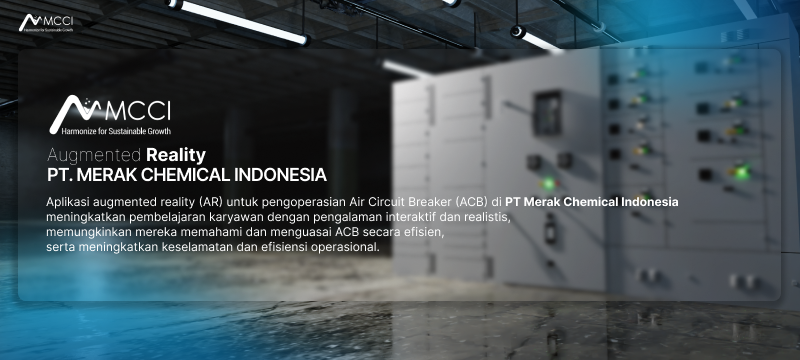 MCCI
Harmonize for Sustainable Growth
MCCI
Harmonize for Sustainable Growth
Augmented Reality
PT. MERAK CHEMICAL INDONESIA
Aplikasi augmented reality (AR) untuk pengoperasian Air Circuit Breaker (ACB) di PT Merak Chemical Indonesia
meningkatkan pembelajaran karyawan dengan pengalaman interaktif dan realistis,
memungkinkan mereka memahami dan menguasai ACB secara efisien,
serta meningkatkan keselamatan dan efisiensi operasional.